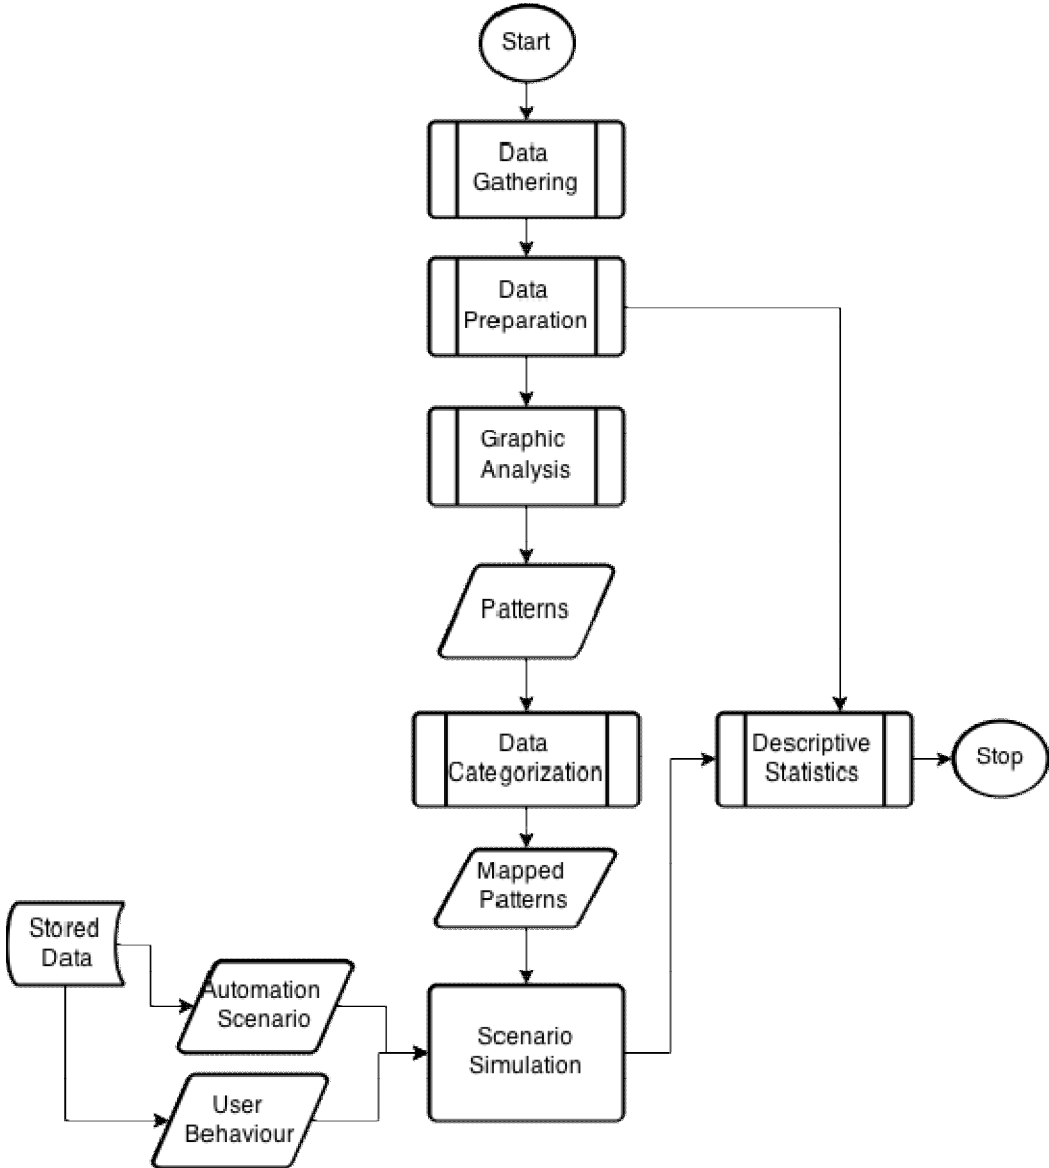 Start
Data
Gathering
Data
Preparation
Graphic
Analysis
Patterns
Data
Categorization
Descriptive
Statistics
Stop
Mapped
Patterns
Stored
Data
Automation
Scenario
Scenario
Simulation
User
Behaviour